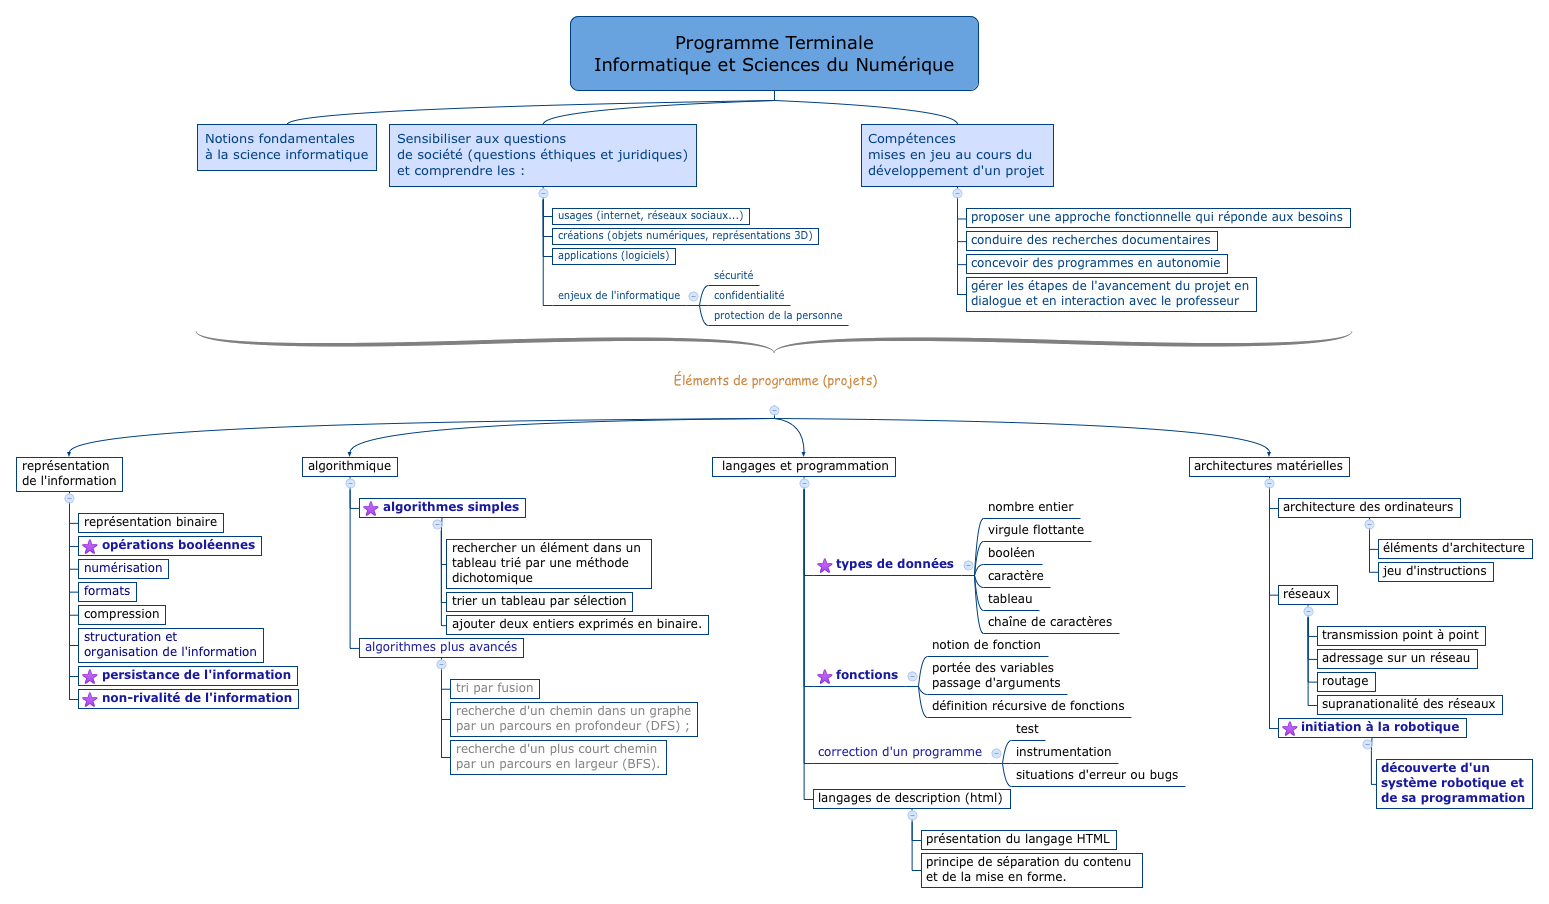 Programme Terminale
Informatique et Sciences du Numérique
Notions fondamentales
à la science informatique
Sensibiliser aux questions
de société (questions éthiques et juridiques)
et comprendre les :
usages (internet, réseaux sociaux...)
créations (objets numériques, représentations 3D)
applications (logiciels)
enjeux de l'informatique
sécurité
confidentialité
protection de la personne
Compétences
mises en jeu au cours du
développement d'un projet
proposer une approche fonctionnelle qui réponde aux besoins
conduire des recherches documentaires
concevoir des programmes en autonomie
gérer les étapes de l'avancement du projet en
dialogue et en interaction avec le professeur
Éléments de programme (projets)
représentation
de l'information
représentation binaire
opérations booléennes
numérisation
formats
compression
structuration et
organisation de l'information
persistance de l'information
non-rivalité de l'information
algorithmique
algorithmes simples
rechercher un élément dans un
tableau trié par une méthode
dichotomique
trier un tableau par sélection
ajouter deux entiers exprimés en binaire.
algorithmes plus avancés
tri par fusion
recherche d'un chemin dans un graphe
par un parcours en profondeur (DFS) ;
recherche d'un plus court chemin
par un parcours en largeur (BFS).
langages et programmation
types de données
nombre entier
virgule flottante
booléen
caractère
tableau
chaîne de caractères
fonctions
notion de fonction
portée des variables
passage d'arguments
définition récursive de fonctions
correction d'un programme
test
instrumentation
situations d'erreur ou bugs
langages de description (html)
présentation du langage HTML
principe de séparation du contenu
et de la mise en forme.
architectures matérielles
architecture des ordinateurs
éléments d'architecture
jeu d'instructions
réseaux
transmission point à point
adressage sur un réseau
routage
supranationalité des réseaux
initiation à la robotique
découverte d'un
système robotique et
de sa programmation